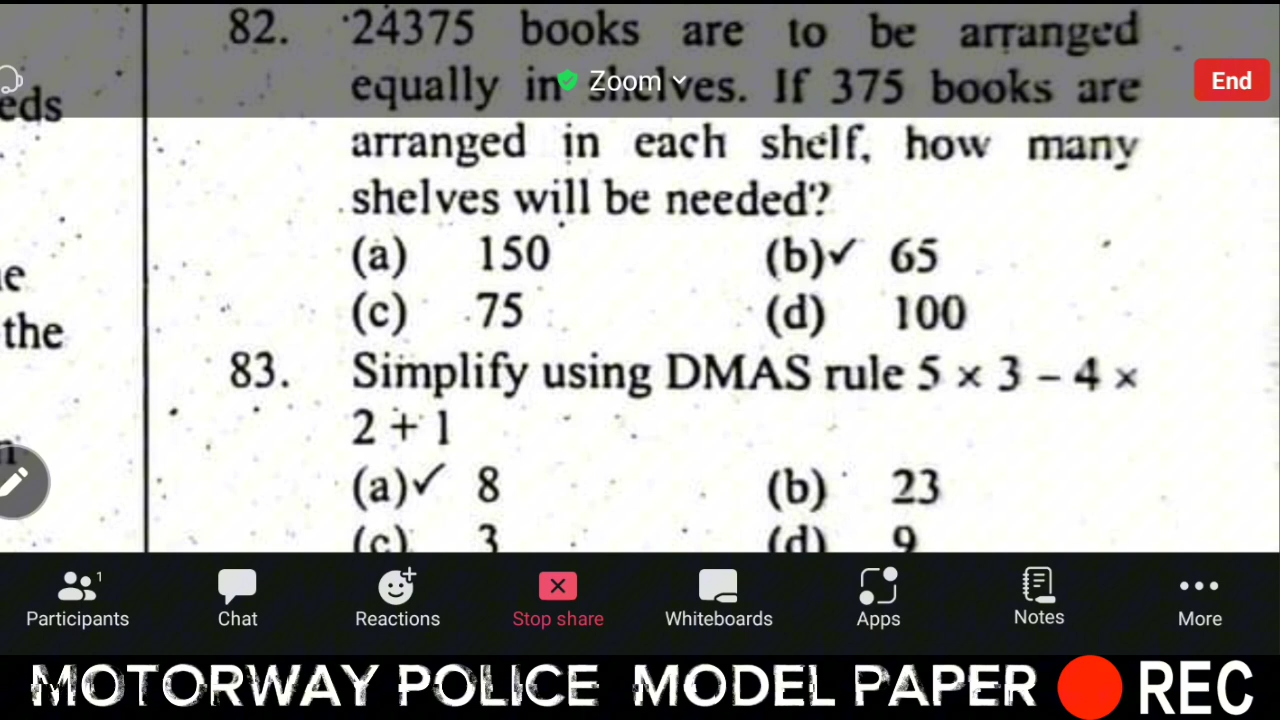 82. 24375 books are to be arranged
equally in shelves. If 375 books are
Zoom
End
eds
arranged in each shelf, how many
shelves will be needed?
(a) 150 (b)✓ 65
(c) 75 (d) 100
the
83. Simplify using DMAS rule 5 × 3 – 4 ×
2 + 1
(a)✓ 8 (b) 23
(c) 3 (d) 9
Participants 1
Chat
Reactions
Stop share
Whiteboards
Apps
Notes
More
MOTORWAY POLICE MODEL PAPER REC